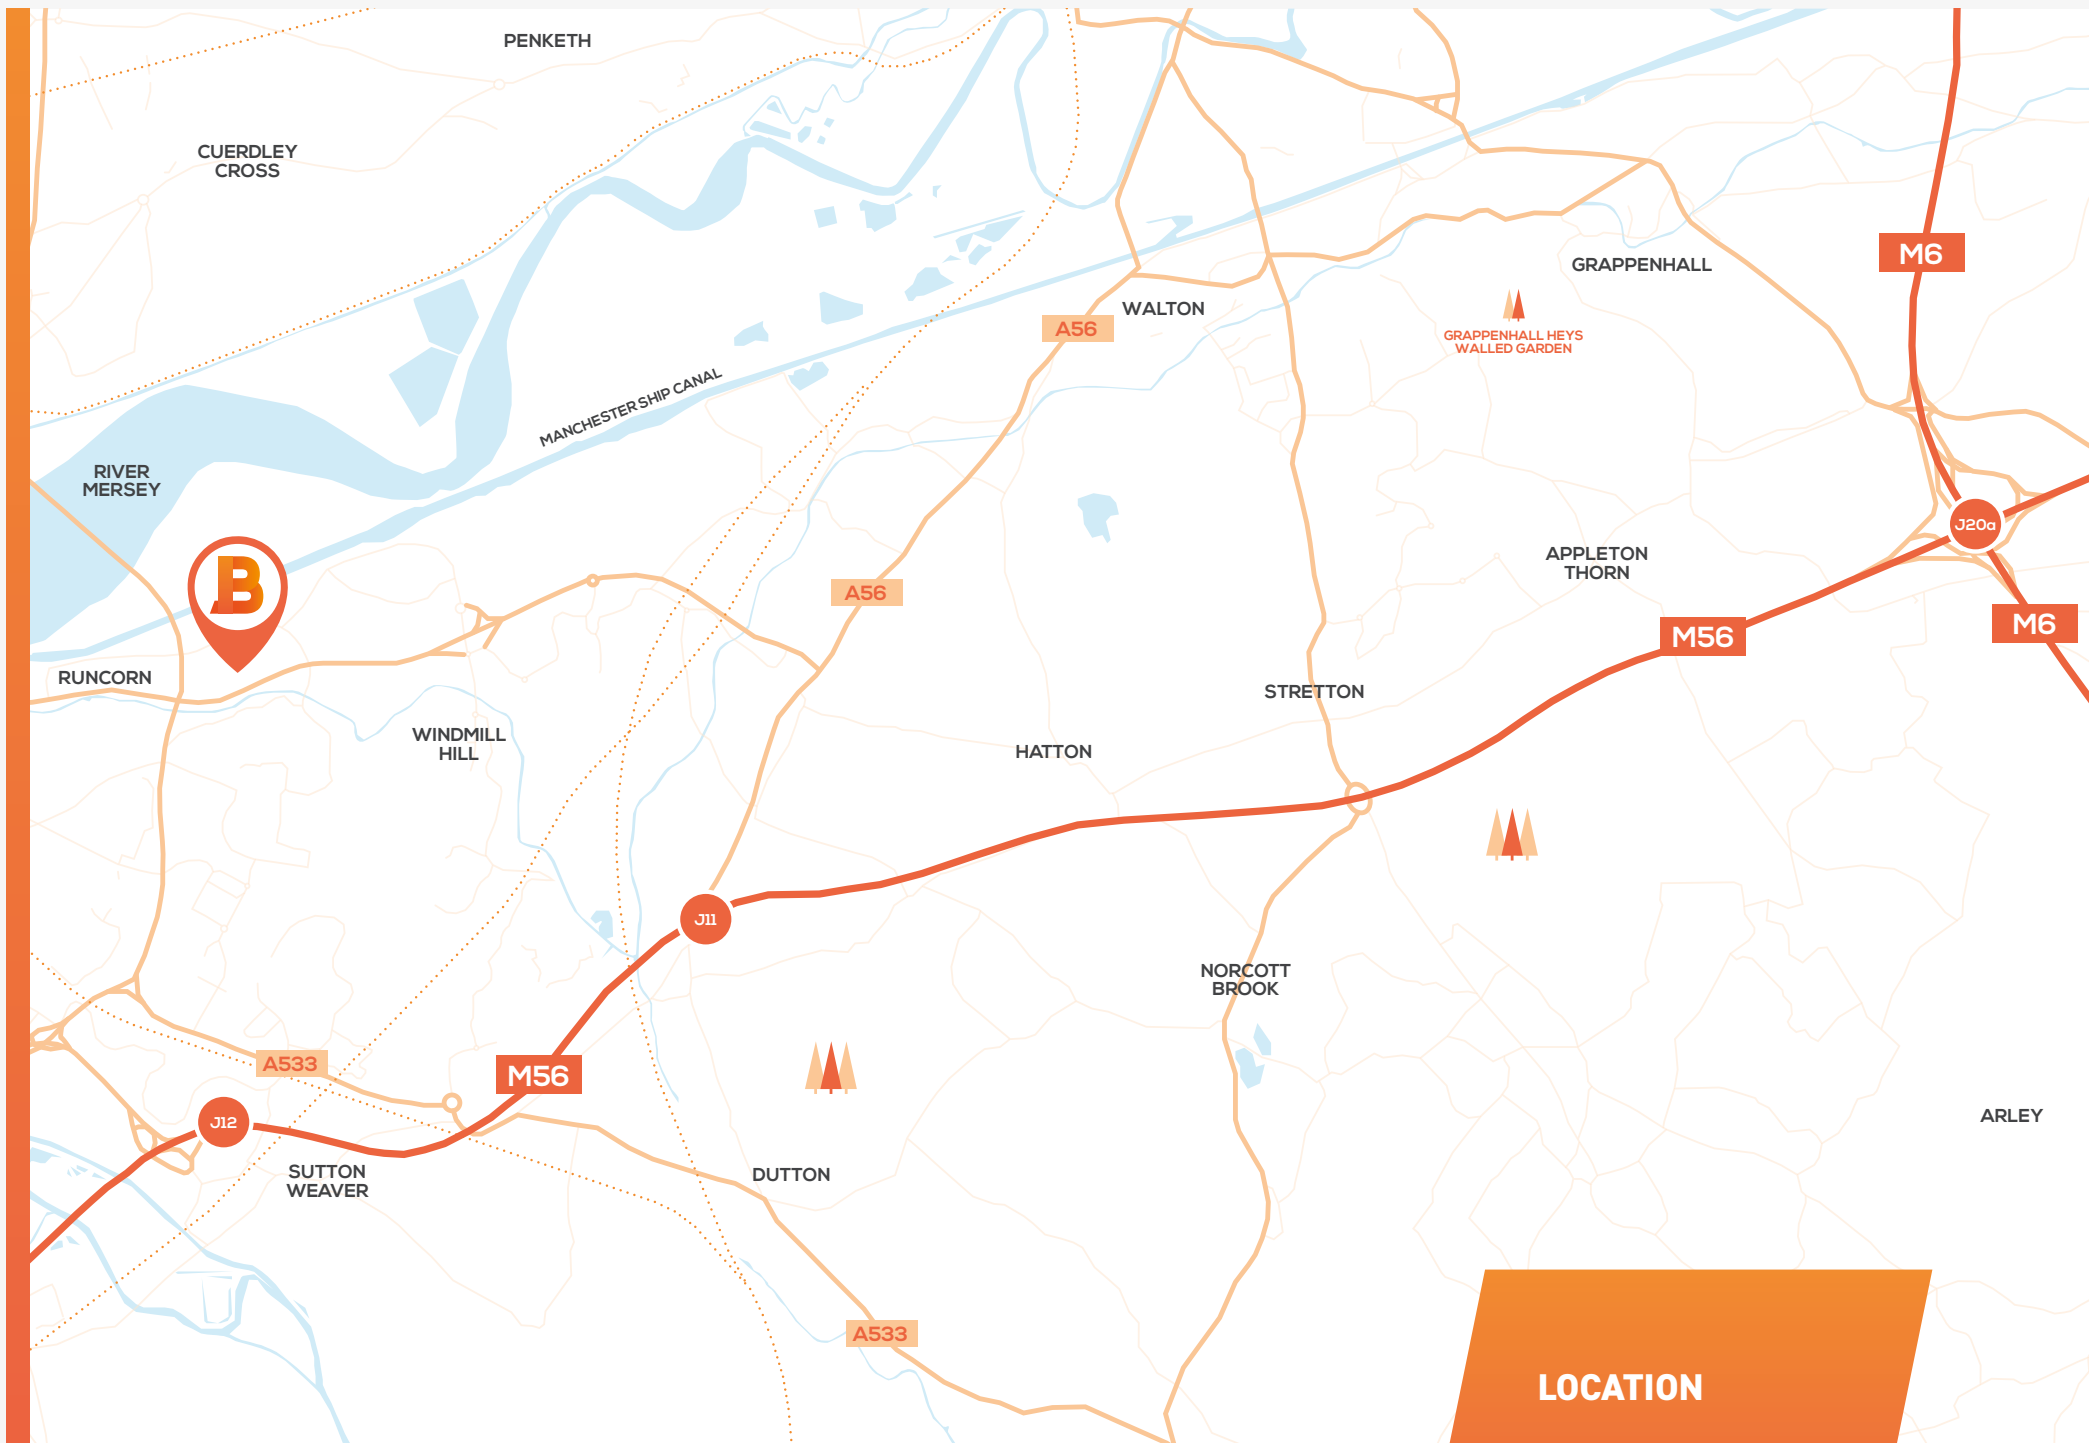 PENKETH
CUERDLEY
CROSS
M6
GRAPPENHALL
WALTON
A56
GRAPPENHALL HEYS
WALLED GARDEN
MANCHESTER SHIP CANAL
RIVER
MERSEY
J20a
APPLETON
THORN
B
A56
M6
M56
RUNCORN
STRETTON
WINDMILL
HILL
HATTON
J11
NORCOTT
BROOK
A533
M56
J12
ARLEY
SUTTON
WEAVER
DUTTON
A533
LOCATION